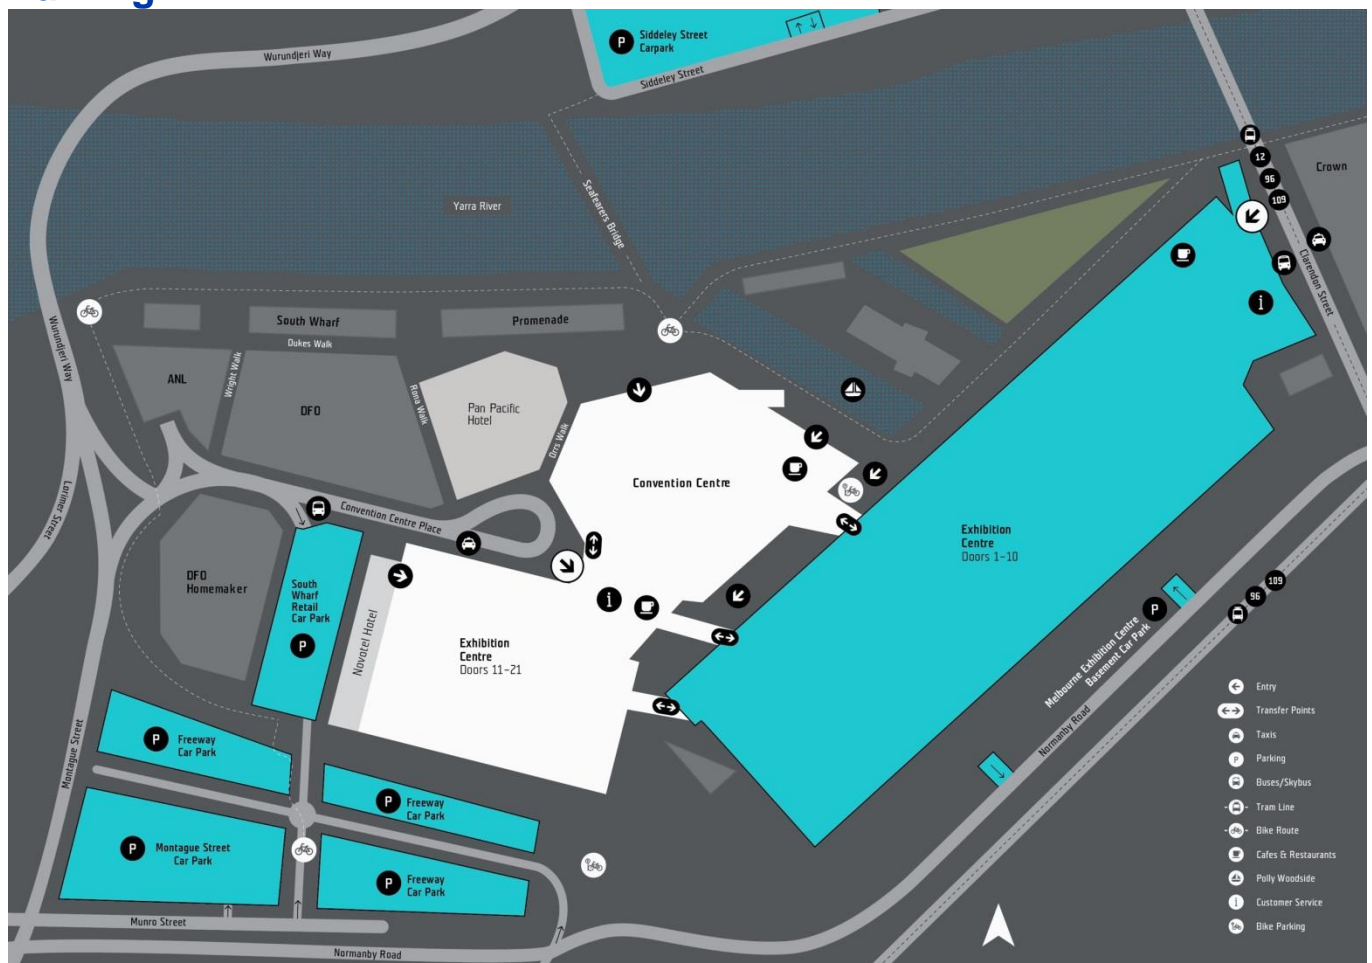 Siddeley Street
Carpark
Siddeley Street
Wurundjeri Way
12
96
109
Crown
Clarendon Street
Yarra River
Seafearers Bridge
Wurundjeri Way
South Wharf
Promenade
Dukes Walk
ANL
Wright Walk
DFO
Rona Walk
Pan Pacific
Hotel
Orrs Walk
Convention Centre
Lorimer Street
Convention Centre Place
Exhibition
Centre
Doors 1-10
DFO
Homemaker
South
Wharf
Retail
Car Park
P
Novotel Hotel
i
Exhibition
Centre
Doors 11-21
109
96
P
Melbourne Exhibition Centre
Basement Car Park
Normanby Road
Montague Street
P
Freeway
Car Park
P
Freeway
Car Park
P
Montague Street
Car Park
P
Freeway
Car Park
Munro Street
Normanby Road
Entry
Transfer Points
Taxis
P Parking
Buses/Skybus
Tram Line
Bike Route
Cafes & Restaurants
Polly Woodside
i Customer Service
Bike Parking